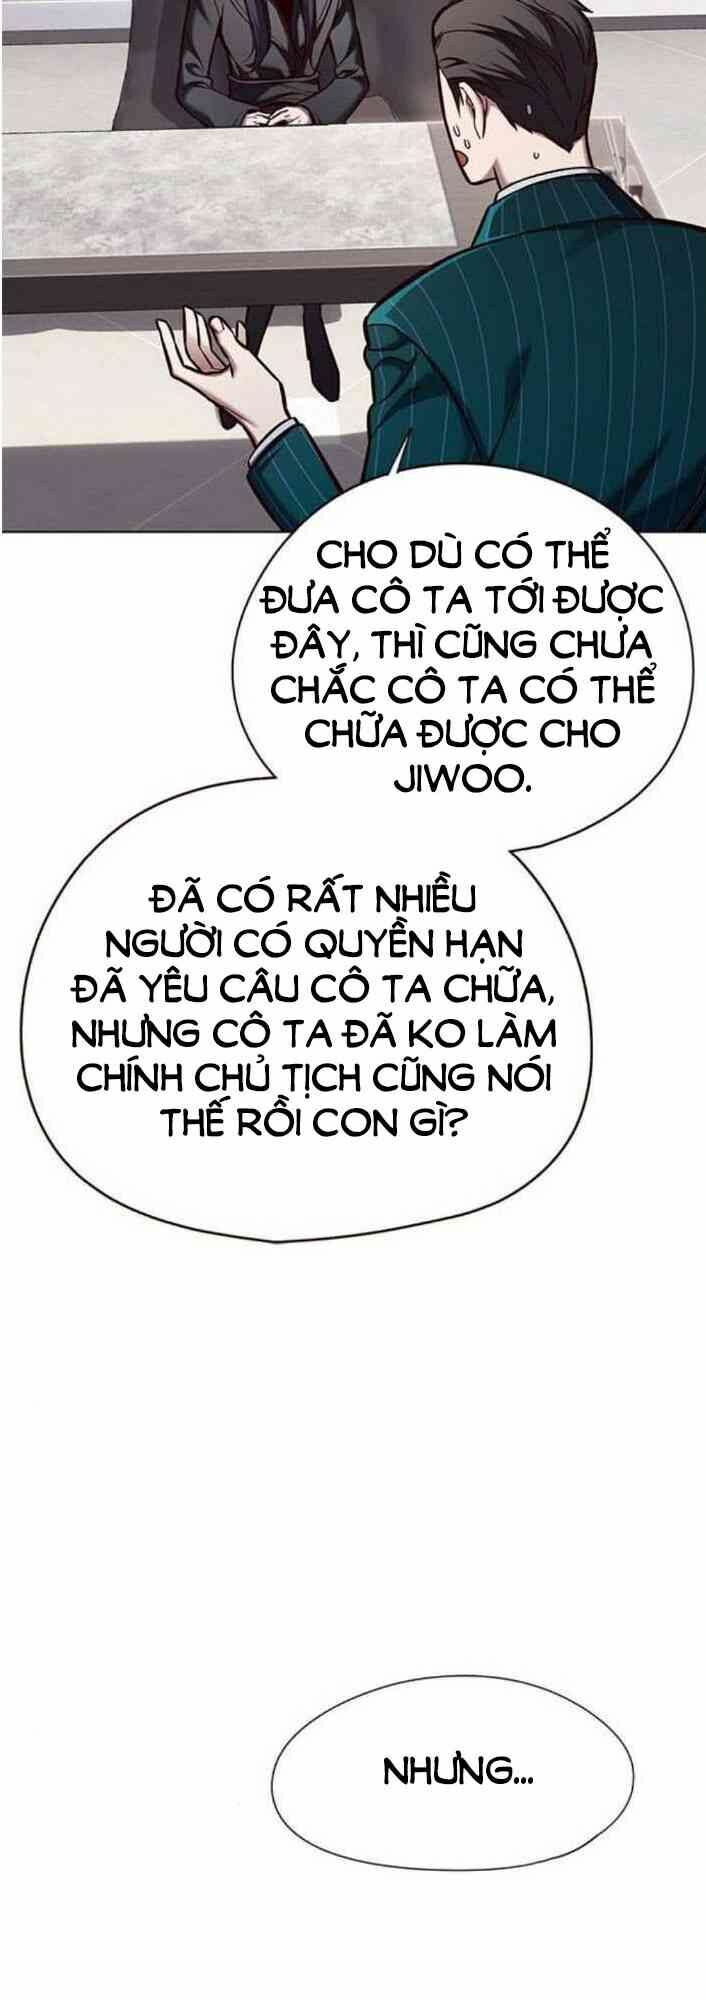 CHO DÙ CÓ THỂ
ĐƯA CÔ TA TỚI ĐƯỢC
ĐÂY, THÌ CŨNG CHƯA
CHẮC CÔ TA CÓ THỂ
CHỮA ĐƯỢC CHO
JIWOO.
ĐÃ CÓ RẤT NHIỀU
NGƯỜI CÓ QUYỀN HẠN
ĐÃ YÊU CÂU CÔ TA CHỮA,
NHƯNG CÔ TA ĐÃ KO LÀM
CHÍNH CHỦ TỊCH CŨNG NÓI
THẾ RỒI CON GÌ?
NHƯNG...